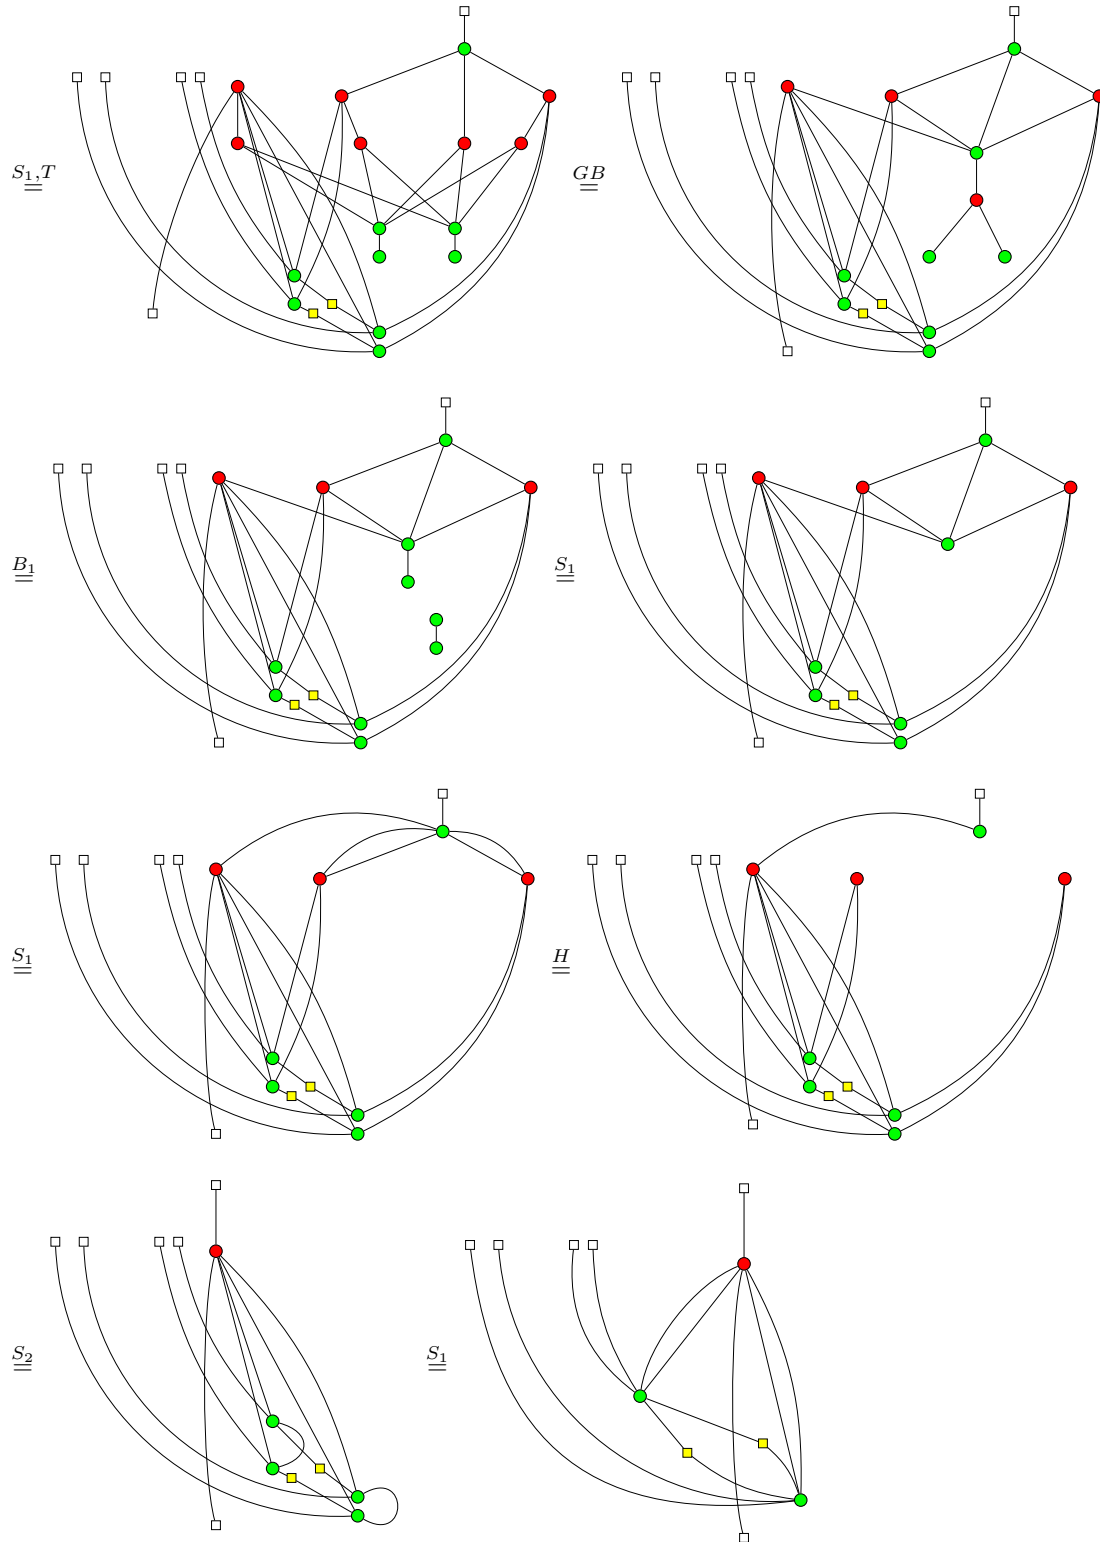 S₁,T
=
GB
=
B₁
=
S₁
=
S₁
=
H
=
S₂
=
S₁
=